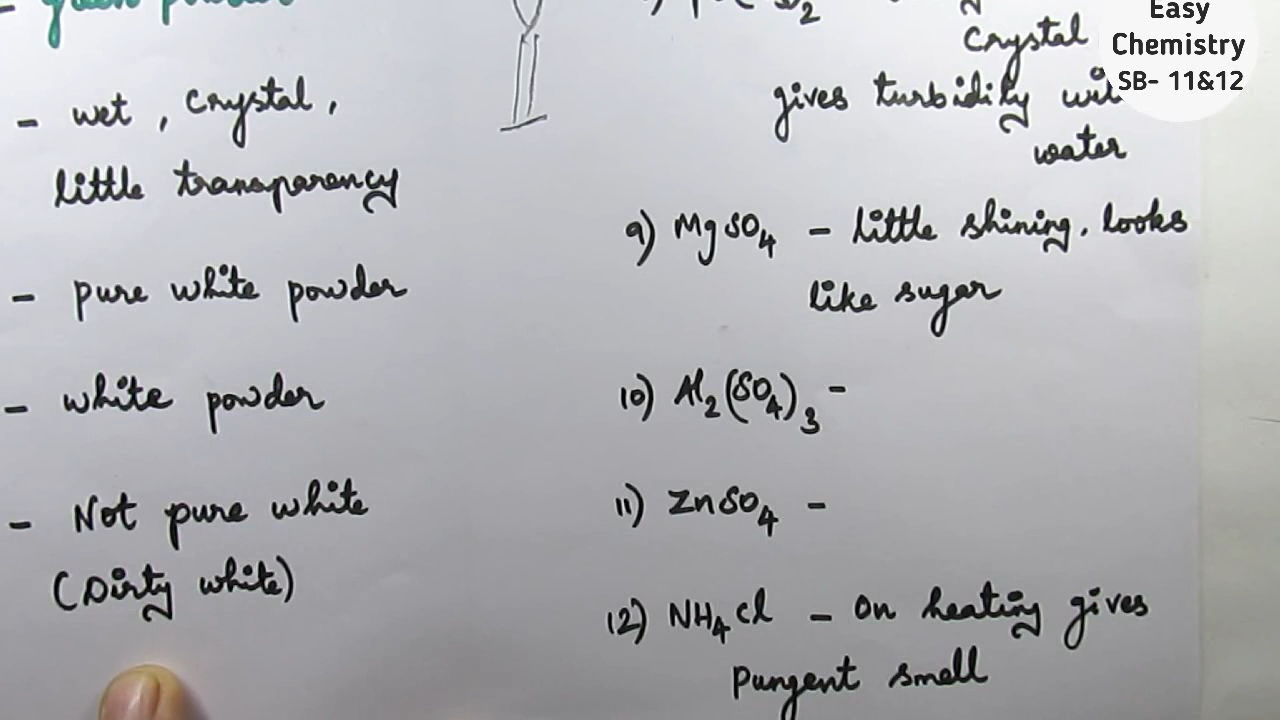 - green powder
- wet, crystal,
little transparency
- pure white powder
- white powder
- Not pure white
(Dirty white)
crystal
gives turbidity
water
9) MgSO4 - little shining, looks
like sugar
10) Al2(SO4)3 -
11) ZnSO4 -
12) NH4Cl - On heating gives
Pungent smell
Easy
Chemistry
SB- 11&12